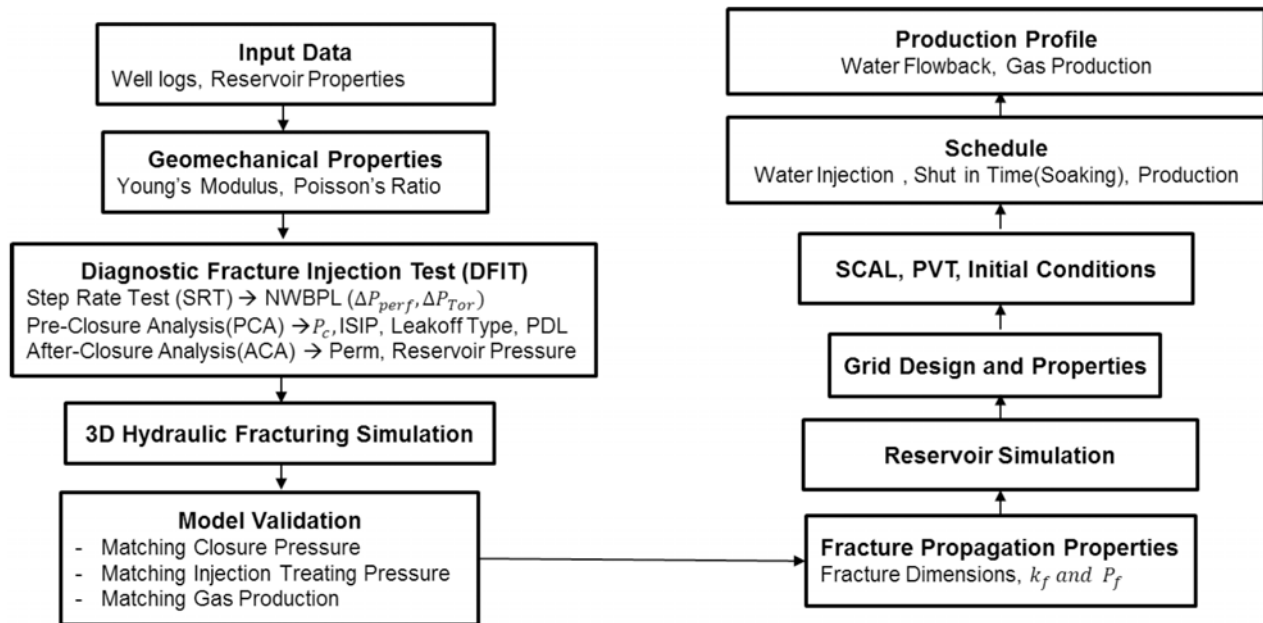 Input Data
Well logs, Reservoir Properties
Geomechanical Properties
Young's Modulus, Poisson's Ratio
Diagnostic Fracture Injection Test (DFIT)
Step Rate Test (SRT) → NWBPL (ΔP_perf, ΔP_Tor)
Pre-Closure Analysis(PCA) → P_c, ISIP, Leakoff Type, PDL
After-Closure Analysis(ACA) → Perm, Reservoir Pressure
3D Hydraulic Fracturing Simulation
Model Validation
- Matching Closure Pressure
- Matching Injection Treating Pressure
- Matching Gas Production
Fracture Propagation Properties
Fracture Dimensions, k_f and P_f
Reservoir Simulation
Grid Design and Properties
SCAL, PVT, Initial Conditions
Schedule
Water Injection , Shut in Time(Soaking), Production
Production Profile
Water Flowback, Gas Production